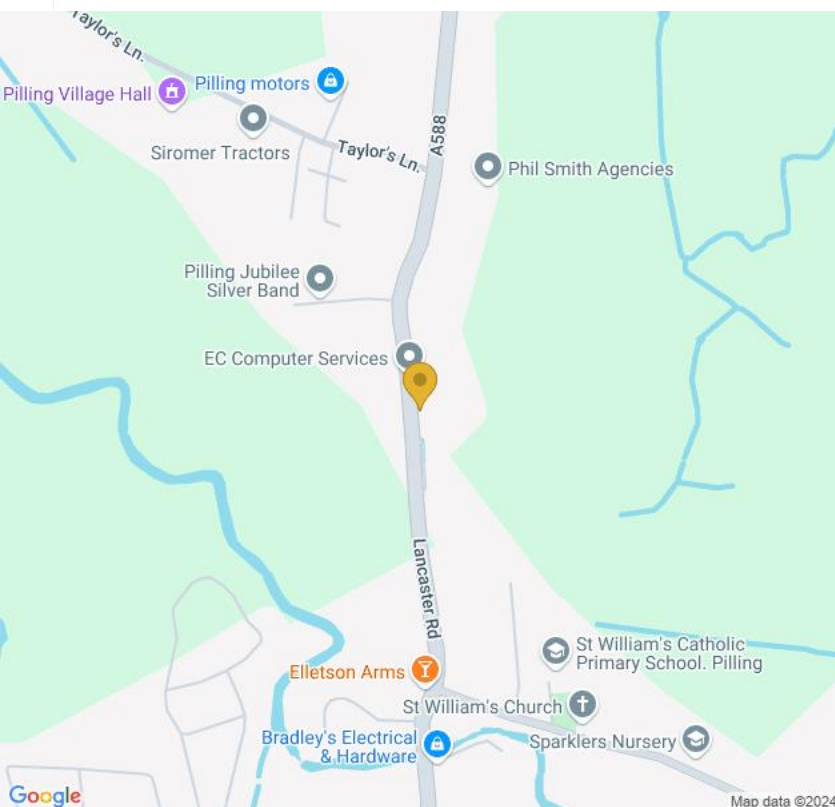 Taylor's Ln.
Pilling motors
Pilling Village Hall
Siromer Tractors
Taylor's Ln.
A588
Phil Smith Agencies
Pilling Jubilee
Silver Band
EC Computer Services
Lancaster Rd
St William's Catholic
Primary School. Pilling
Elletson Arms
St William's Church
Bradley's Electrical
& Hardware
Sparklers Nursery
Google
Map data ©2024